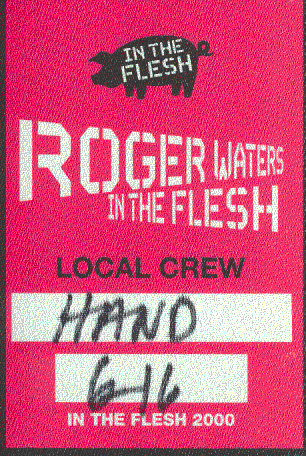 IN THE
FLESH
ROGER WATERS
IN THE FLESH
LOCAL CREW
HAND
6-16
IN THE FLESH 2000